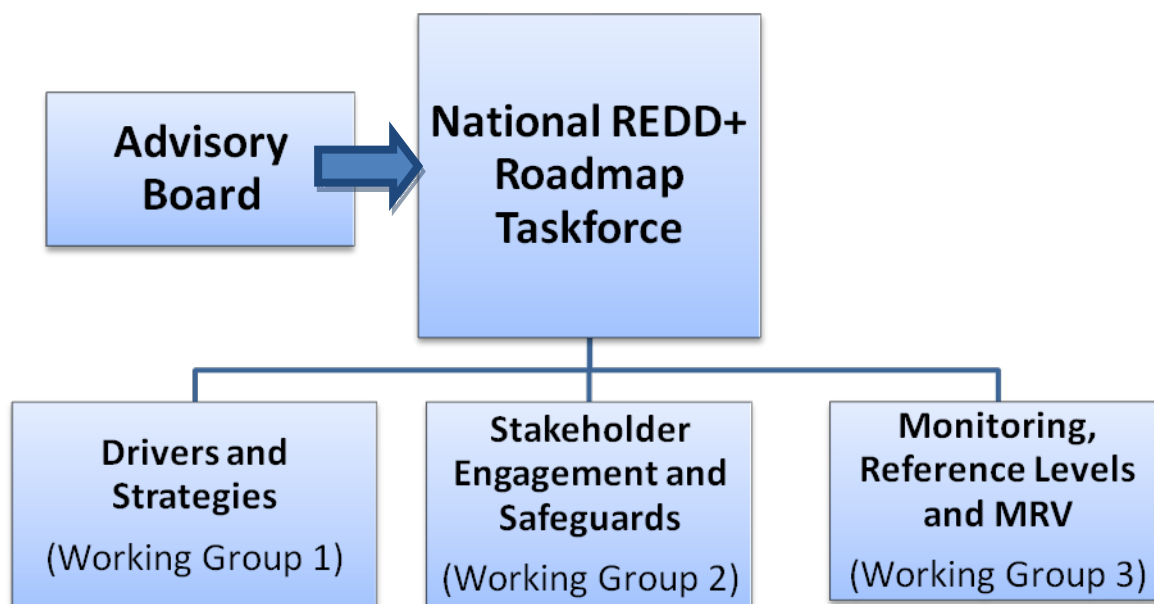 Advisory
Board
National REDD+
Roadmap
Taskforce
Drivers and
Strategies
(Working Group 1)
Stakeholder
Engagement and
Safeguards
(Working Group 2)
Monitoring,
Reference Levels
and MRV
(Working Group 3)